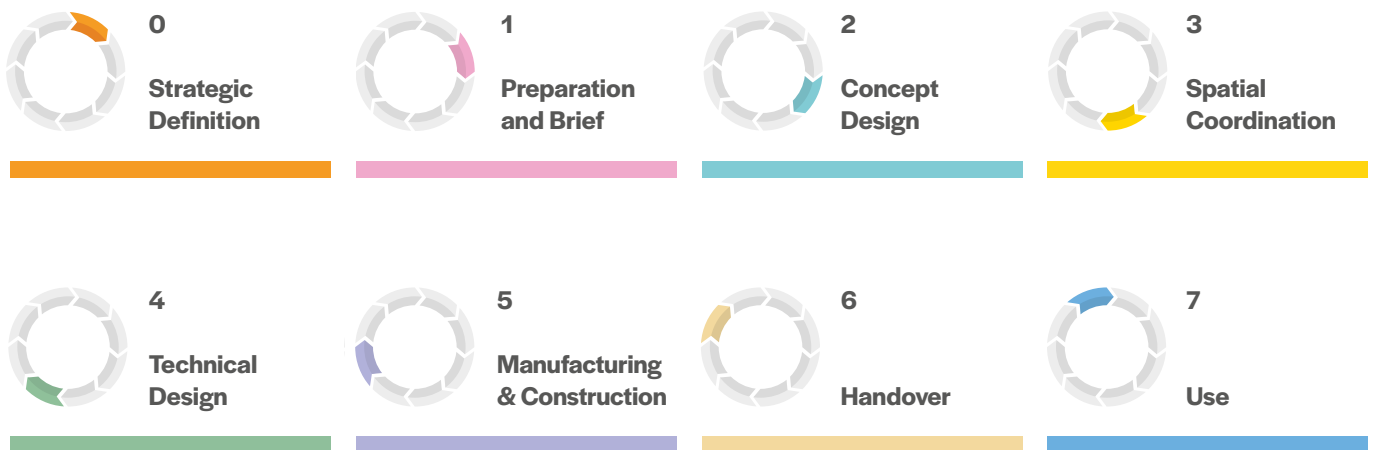 0
Strategic
Definition
1
Preparation
and Brief
2
Concept
Design
3
Spatial
Coordination
4
Technical
Design
5
Manufacturing
& Construction
6
Handover
7
Use